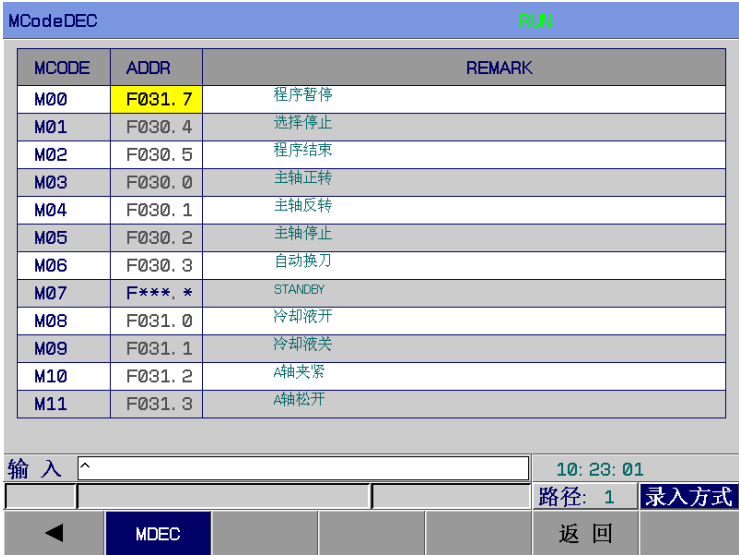 MCodeDEC RUN
MCODE ADDR REMARK
M00 F031.7 程序暂停
M01 F030.4 选择停止
M02 F030.5 程序结束
M03 F030.0 主轴正转
M04 F030.1 主轴反转
M05 F030.2 主轴停止
M06 F030.3 自动换刀
M07 F***.* STANDBY
M08 F031.0 冷却液开
M09 F031.1 冷却液关
M10 F031.2 A轴夹紧
M11 F031.3 A轴松开
输入 ^ 10:23:01
路径: 1 录入方式
◀ MDEC 返回